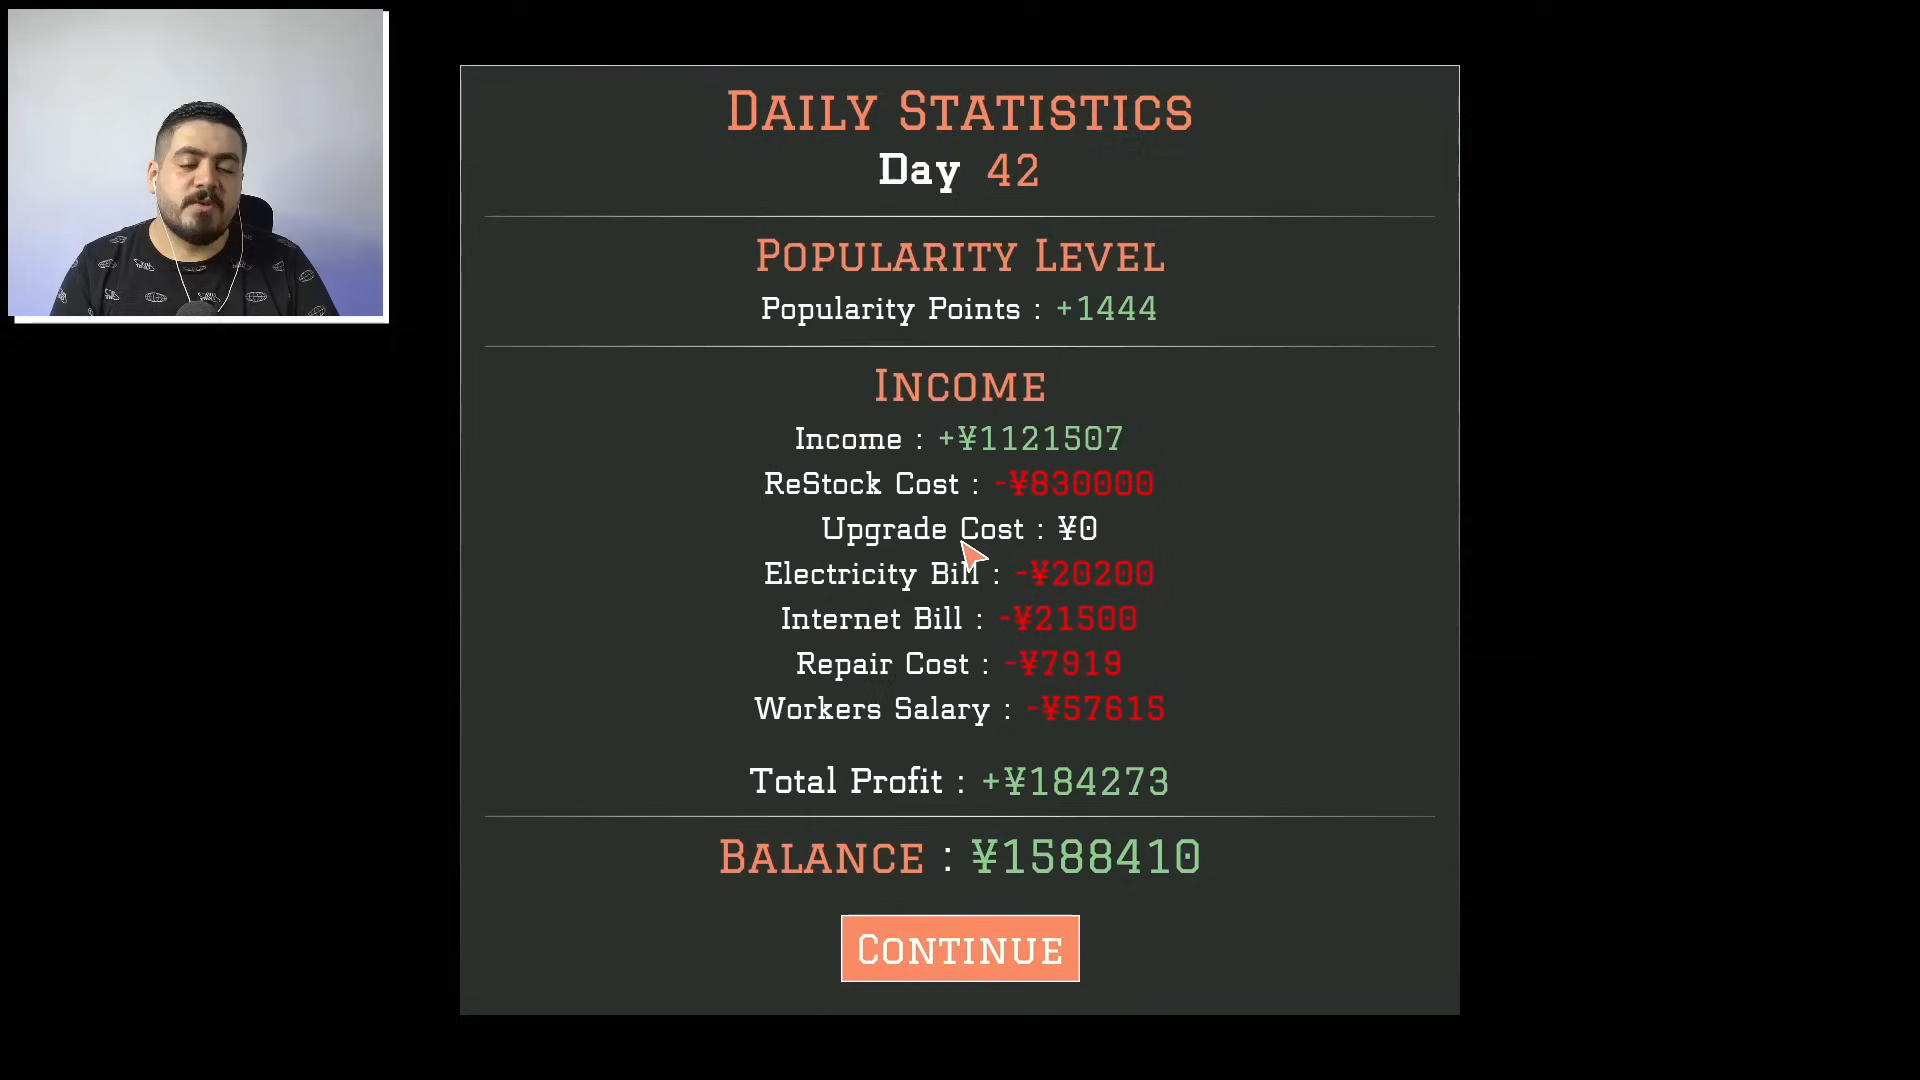 DAILY STATISTICS
Day 42
POPULARITY LEVEL
Popularity Points : +1444
INCOME
Income : +¥1121507
ReStock Cost : -¥830000
Upgrade Cost : ¥0
Electricity Bill : -¥20200
Internet Bill : -¥21500
Repair Cost : -¥7919
Workers Salary : -¥57615
Total Profit : +¥184273
BALANCE : ¥1588410
CONTINUE